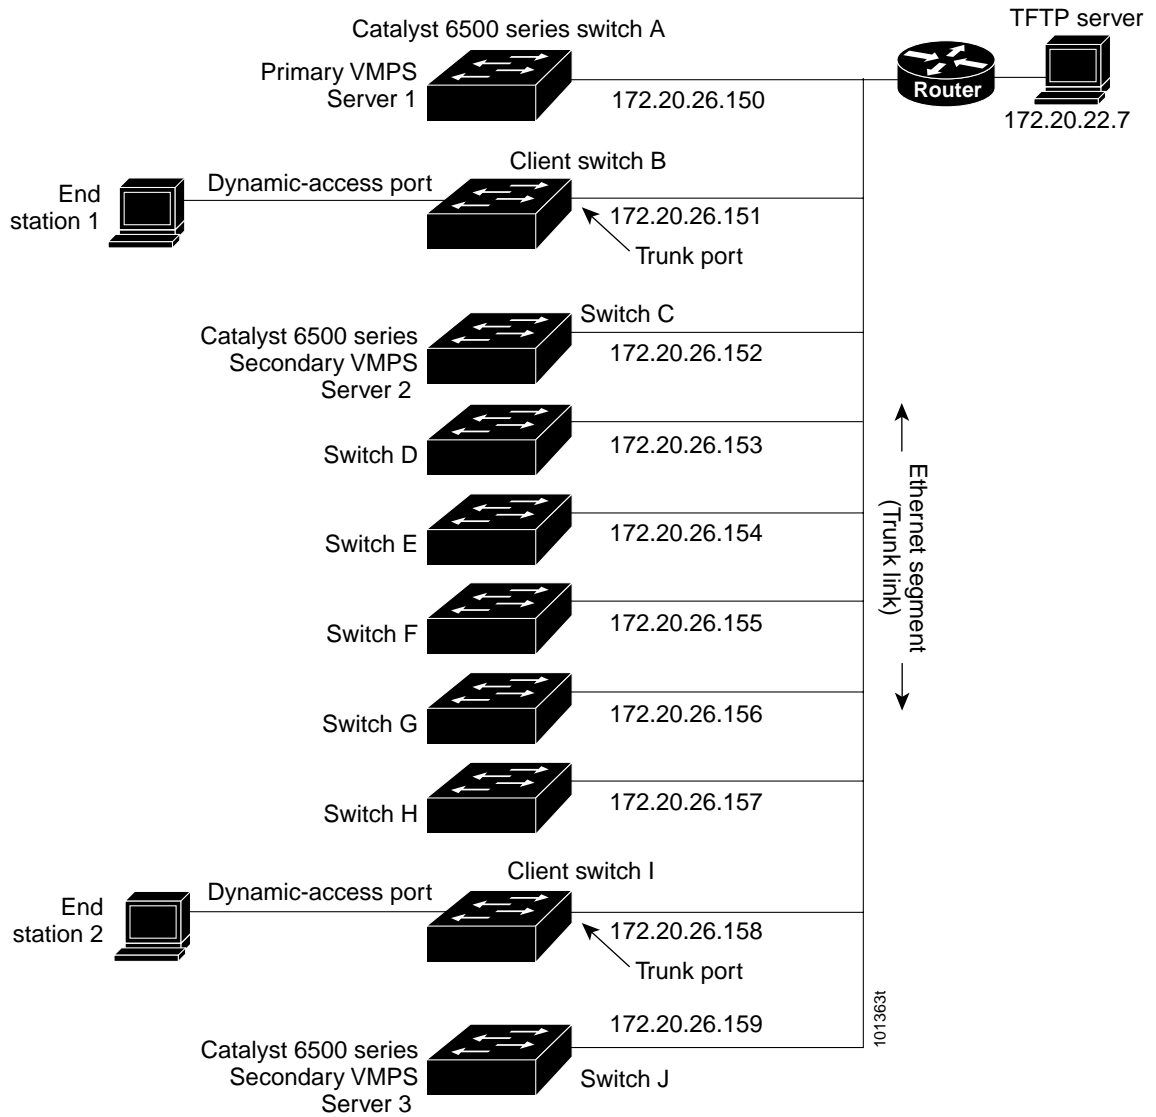 Catalyst 6500 series switch A
TFTP server
Primary VMPS
Server 1
172.20.26.150
Router
172.20.22.7
Client switch B
End
station 1
Dynamic-access port
172.20.26.151
Trunk port
Switch C
Catalyst 6500 series
Secondary VMPS
Server 2
172.20.26.152
Switch D
172.20.26.153
Ethernet segment
(Trunk link)
Switch E
172.20.26.154
Switch F
172.20.26.155
Switch G
172.20.26.156
Switch H
172.20.26.157
Client switch I
End
station 2
Dynamic-access port
172.20.26.158
Trunk port
101363t
172.20.26.159
Catalyst 6500 series
Secondary VMPS
Server 3
Switch J